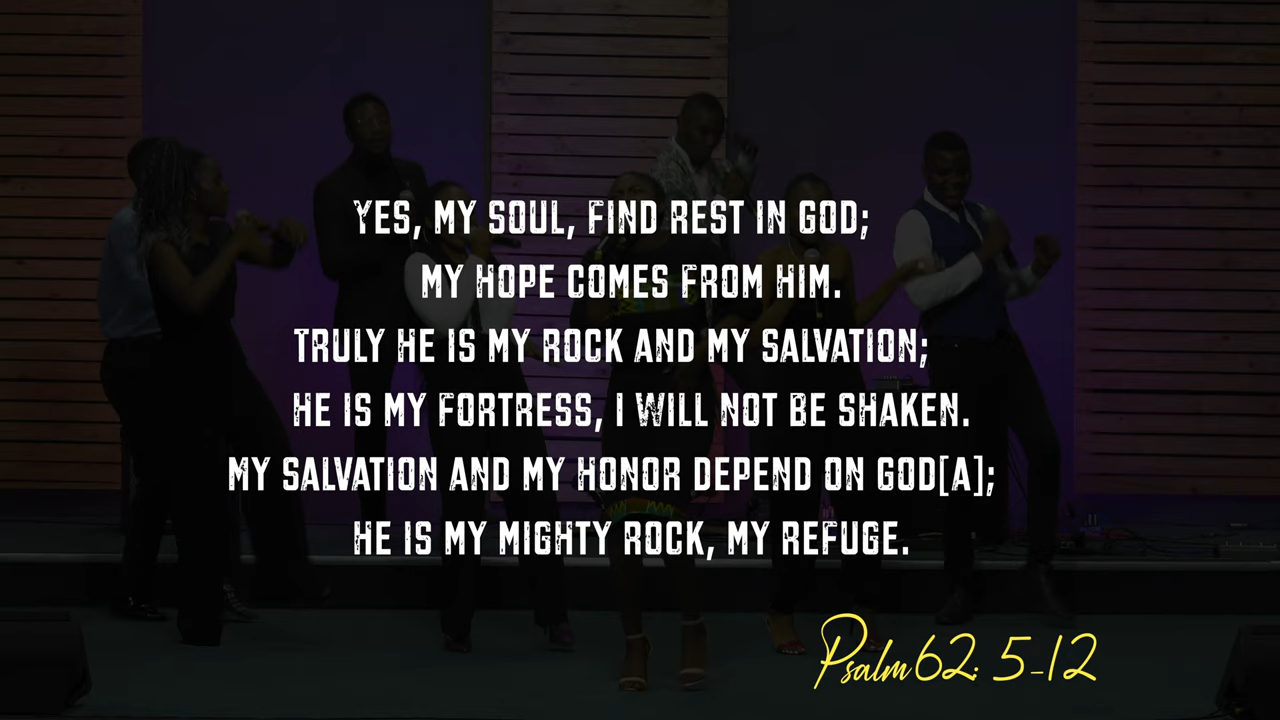 YES, MY SOUL, FIND REST IN GOD;
MY HOPE COMES FROM HIM.
TRULY HE IS MY ROCK AND MY SALVATION;
HE IS MY FORTRESS, I WILL NOT BE SHAKEN.
MY SALVATION AND MY HONOR DEPEND ON GOD[A];
HE IS MY MIGHTY ROCK, MY REFUGE.
Psalm 62: 5-12